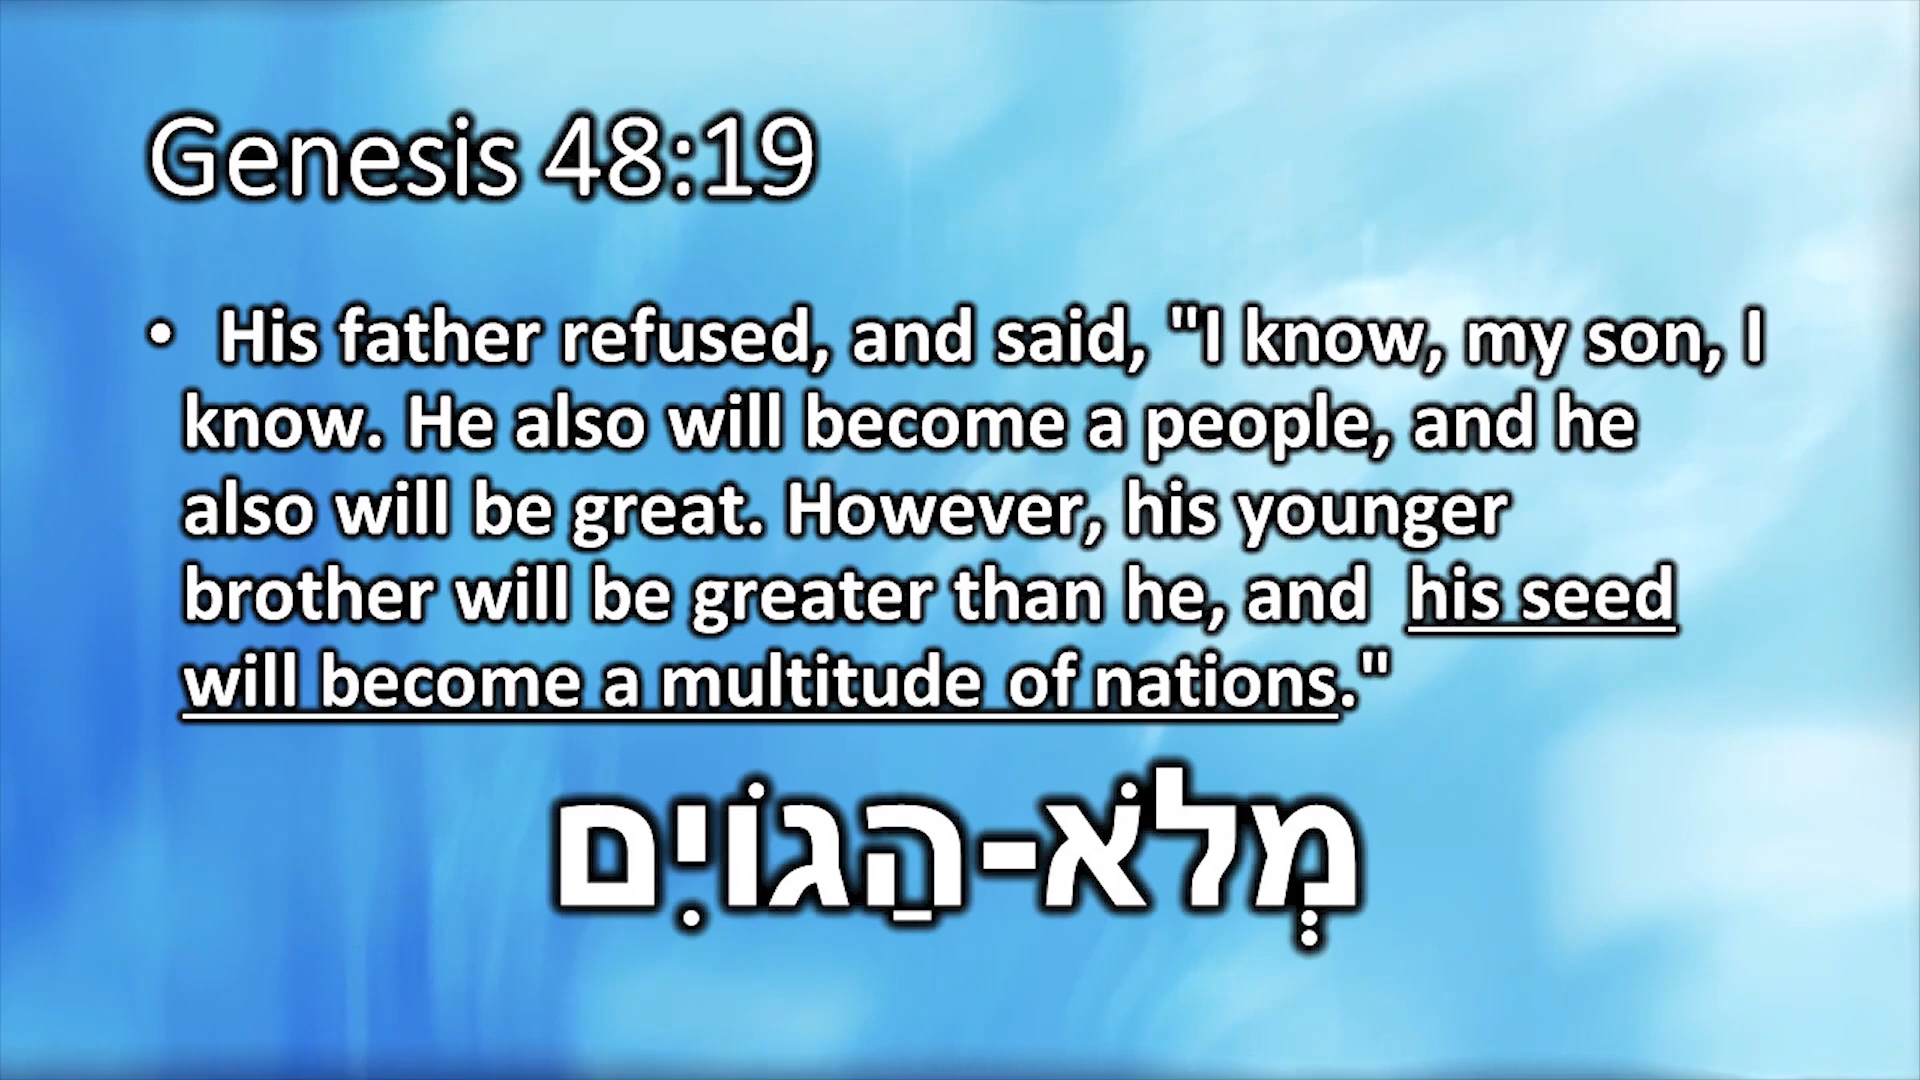 Genesis 48:19
• His father refused, and said, "I know, my son, I
know. He also will become a people, and he
also will be great. However, his younger
brother will be greater than he, and his seed
will become a multitude of nations."
מְלֹא-הַגוֹיִם